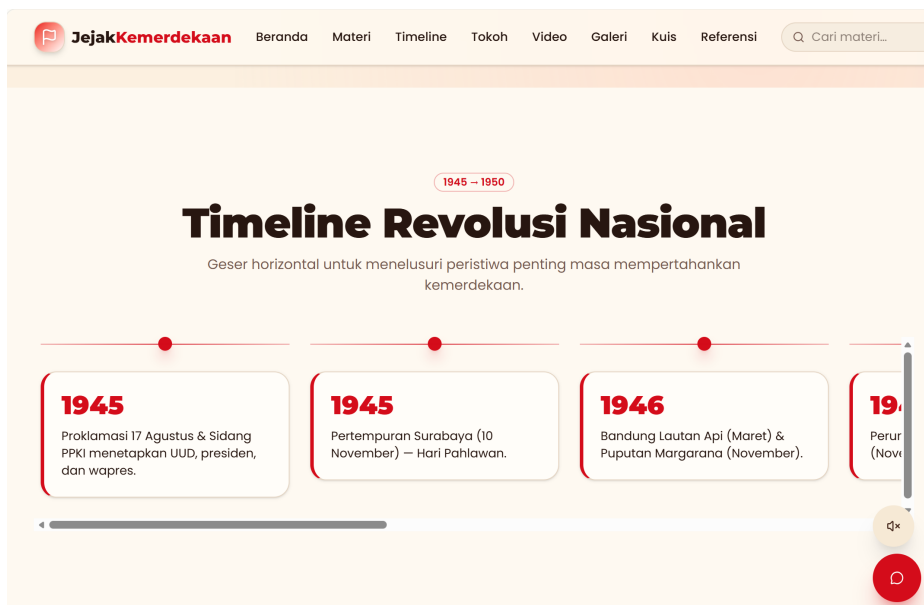 JejakKemerdekaan Beranda Materi Timeline Tokoh Video Galeri Kuis Referensi Cari materi...
1945 → 1950
Timeline Revolusi Nasional
Geser horizontal untuk menelusuri peristiwa penting masa mempertahankan
kemerdekaan.
1945
Proklamasi 17 Agustus & Sidang
PPKI menetapkan UUD, presiden,
dan wapres.
1945
Pertempuran Surabaya (10
November) — Hari Pahlawan.
1946
Bandung Lautan Api (Maret) &
Puputan Margarana (November).